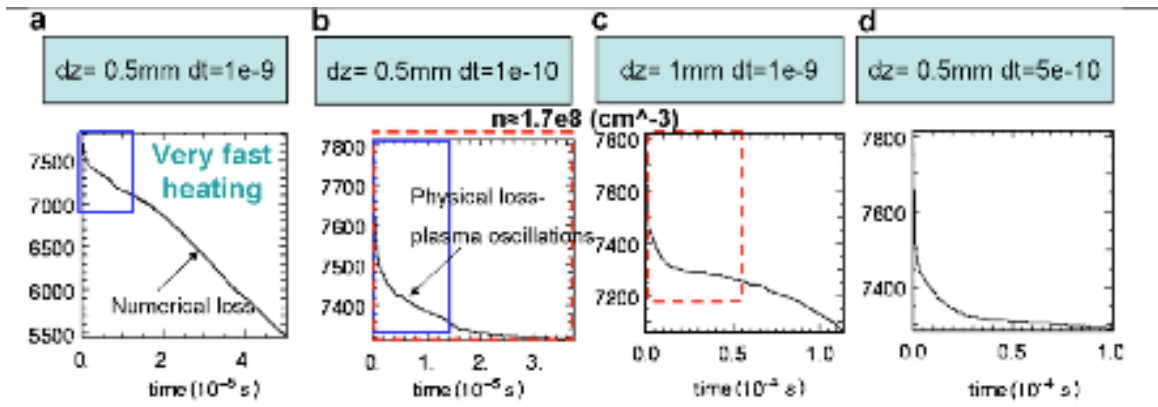 a
b
c
d
dz= 0.5mm dt=1e-9
dz= 0.5mm dt=1e-10
dz= 1mm dt=1e-9
dz= 0.5mm dt=5e-10
n≈1.7e8 (cm^-3)
7500
7000
6500
6000
5500
Very fast
heating
Numerical loss
0.
2
4
time (10⁻⁵ s)
7800
7700
7600
7500
7400
Physical loss-
plasma oscillations
0.
1.
2.
3.
time (10⁻⁵ s)
7800
7600
7400
7200
0.0
0.5
1.0
time (10⁻⁴ s)
7800
7600
7400
0.0
0.5
1.0
time (10⁻⁴ s)